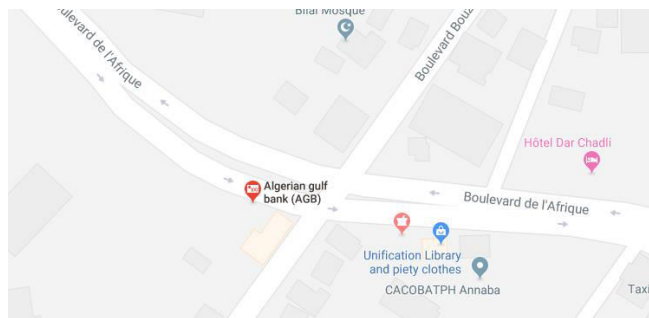 Bilal Mosque
Boulevard de l'Afrique
Boulevard Bouz
Hôtel Dar Chadli
Algerian gulf
bank (AGB)
Boulevard de l'Afrique
Unification Library
and piety clothes
CACOBATPH Annaba
Taxi